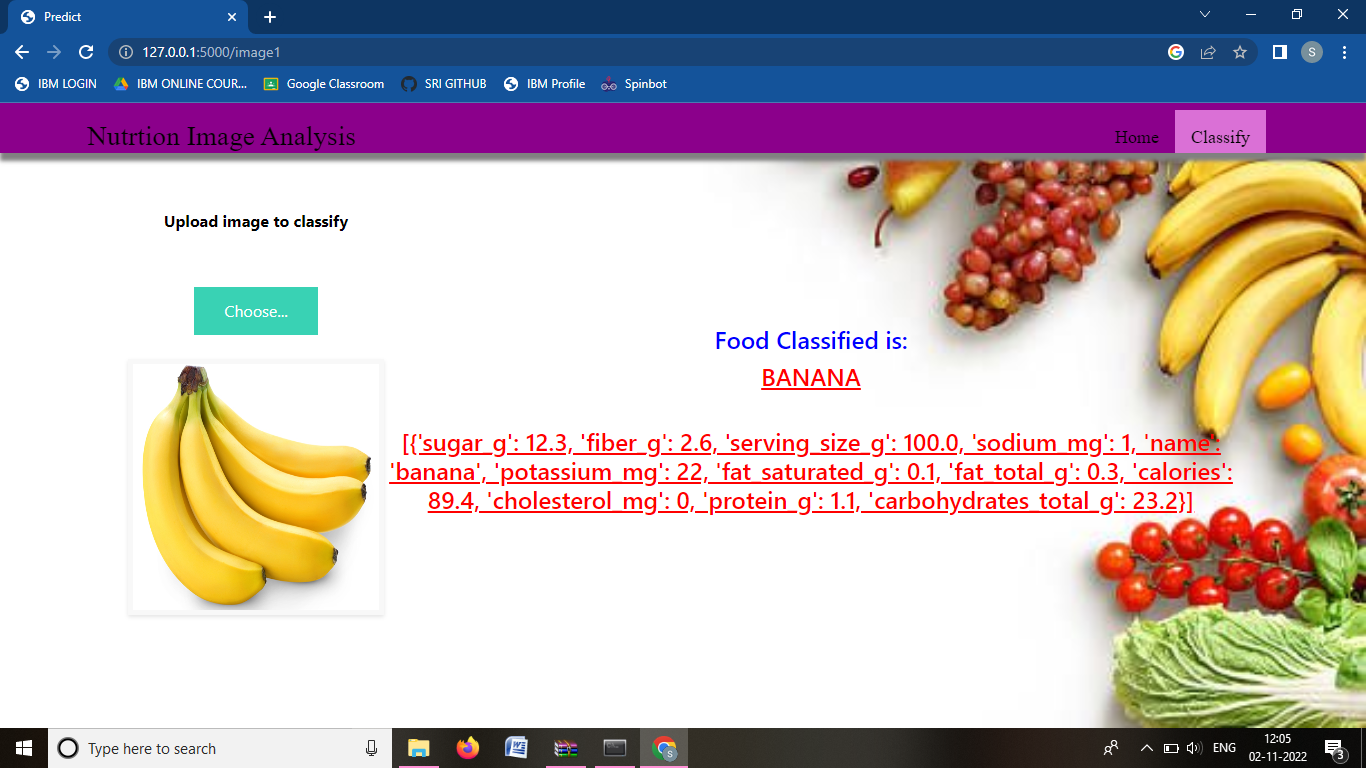 Predict
127.0.0.1:5000/image1
S
IBM LOGIN
IBM ONLINE COUR...
Google Classroom
SRI GITHUB
IBM Profile
Spinbot
Nutrtion Image Analysis
Home
Classify
Upload image to classify
Choose...
Food Classified is:
BANANA
[{'sugar_g': 12.3, 'fiber_g': 2.6, 'serving_size_g': 100.0, 'sodium_mg': 1, 'name':
'banana', 'potassium_mg': 22, 'fat_saturated_g': 0.1, 'fat_total_g': 0.3, 'calories':
89.4, 'cholesterol_mg': 0, 'protein_g': 1.1, 'carbohydrates_total_g': 23.2}]
Type here to search
S
ENG
12:05
02-11-2022
3